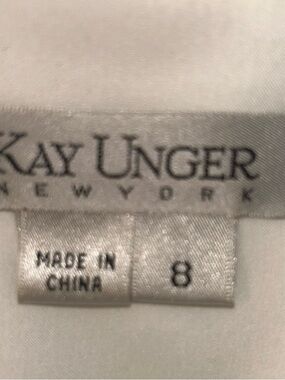 KAY UNGER
NEW YORK
MADE IN
CHINA
8